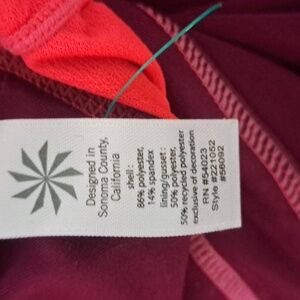 Designed in
Sonoma County,
California
shell:
86% polyester,
14% spandex
lining/gusset:
50% polyester,
50% recycled polyester
exclusive of decoration
RN #54023
Style #221052
#58092